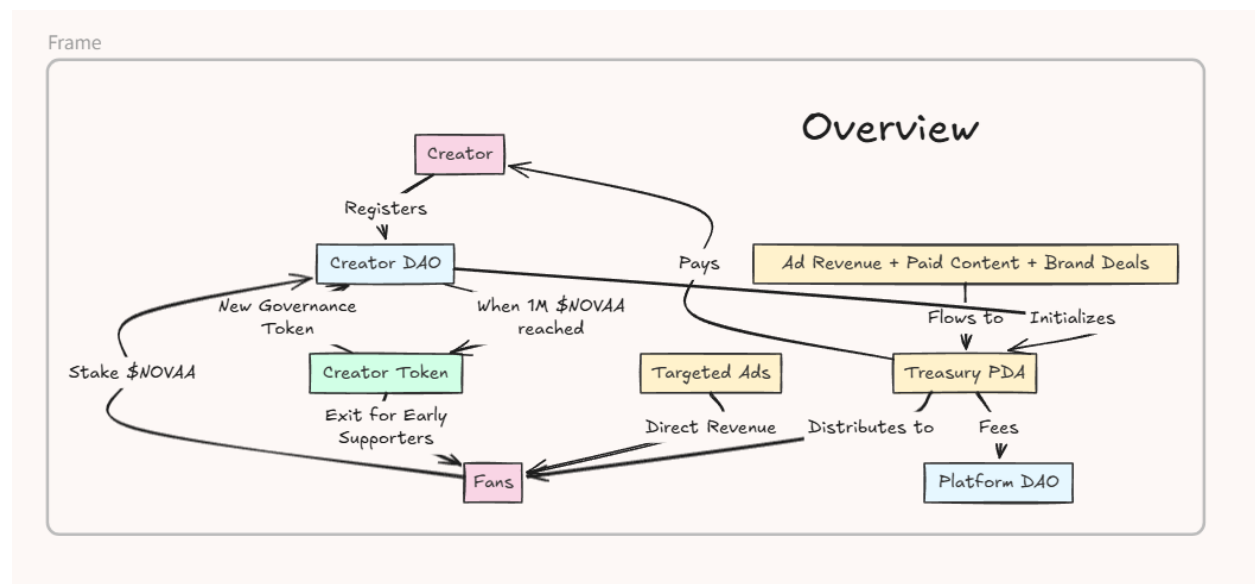 Frame
Overview
Creator
Registers
Creator DAO
Pays
Ad Revenue + Paid Content + Brand Deals
New Governance
Token
When 1M $NOVAA
reached
Flows to
Initializes
Stake $NOVAA
Creator Token
Targeted Ads
Treasury PDA
Exit for Early
Supporters
Direct Revenue
Distributes to
Fees
Fans
Platform DAO